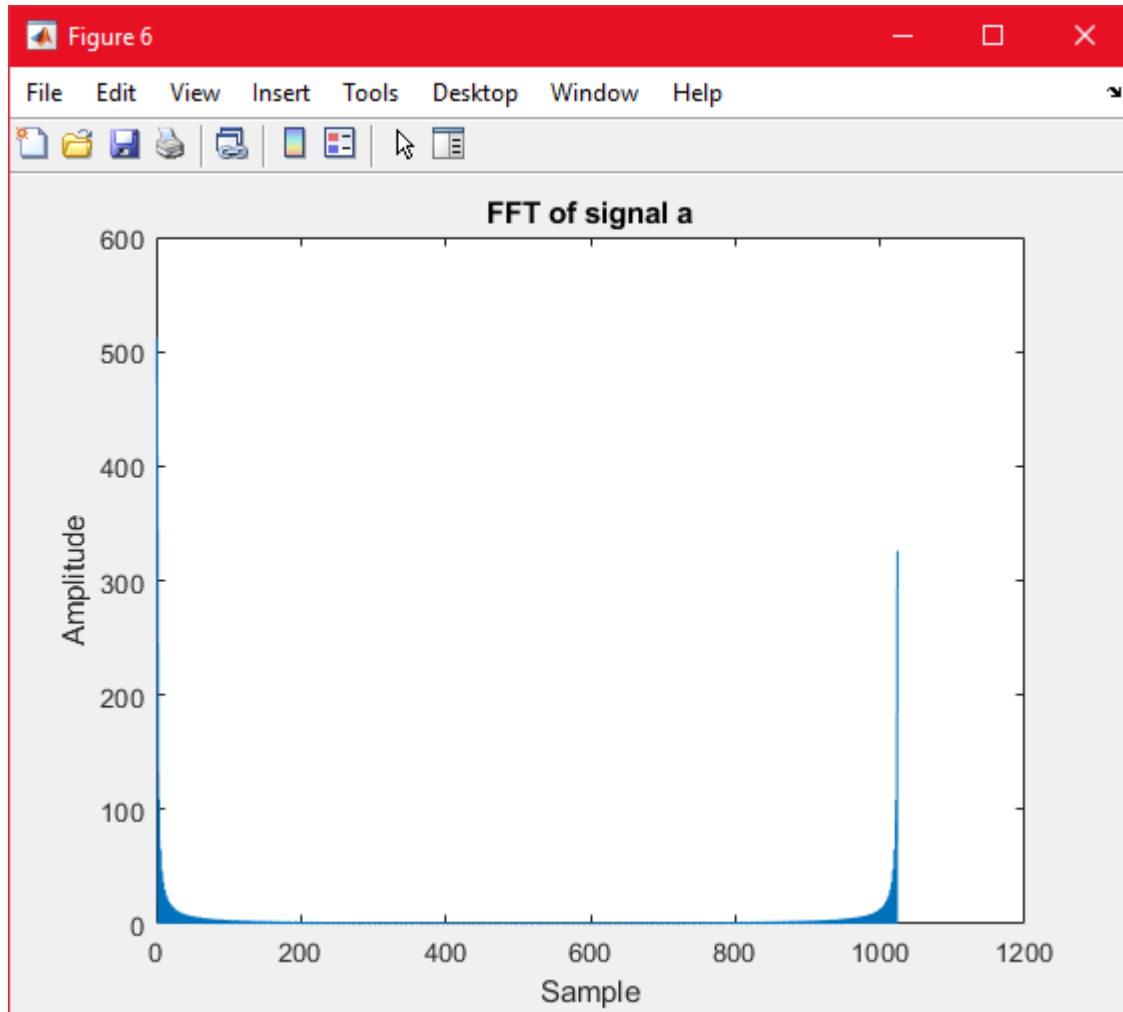 Figure 6
File Edit View Insert Tools Desktop Window Help
FFT of signal a
600
500
400
300
200
100
0
Amplitude
0 200 400 600 800 1000 1200
Sample